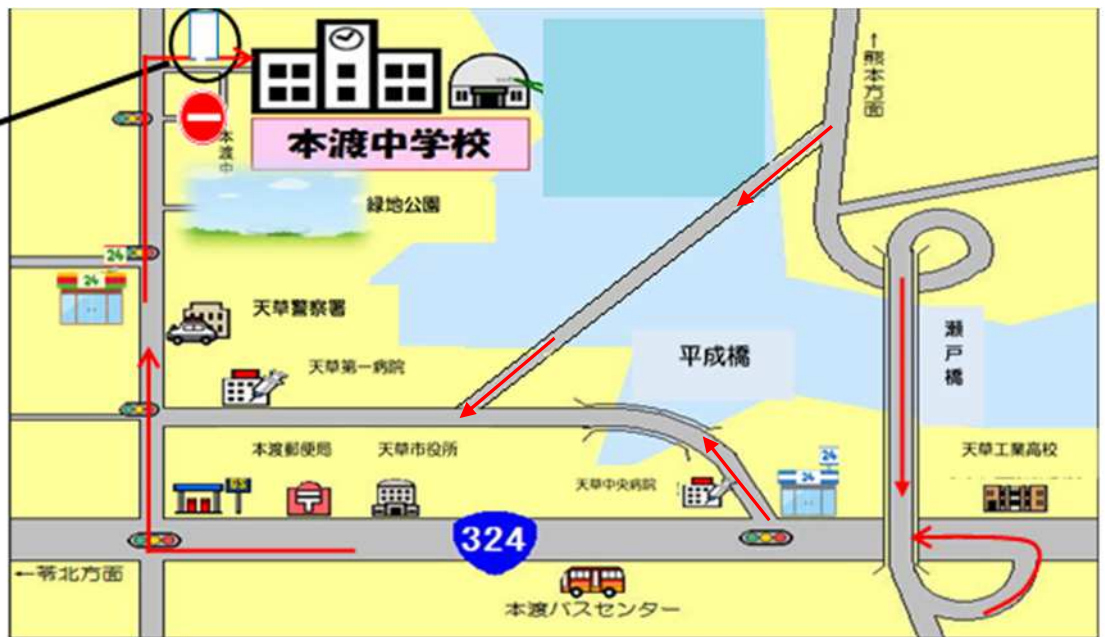 ↑熊本方面
本渡中学校
本渡中
緑地公園
24
24
天草警察署
瀬戸橋
平成橋
天草第一病院
本渡郵便局
天草市役所
天草工業高校
天草中央病院
24
24
GS
324
←苓北方面
本渡バスセンター